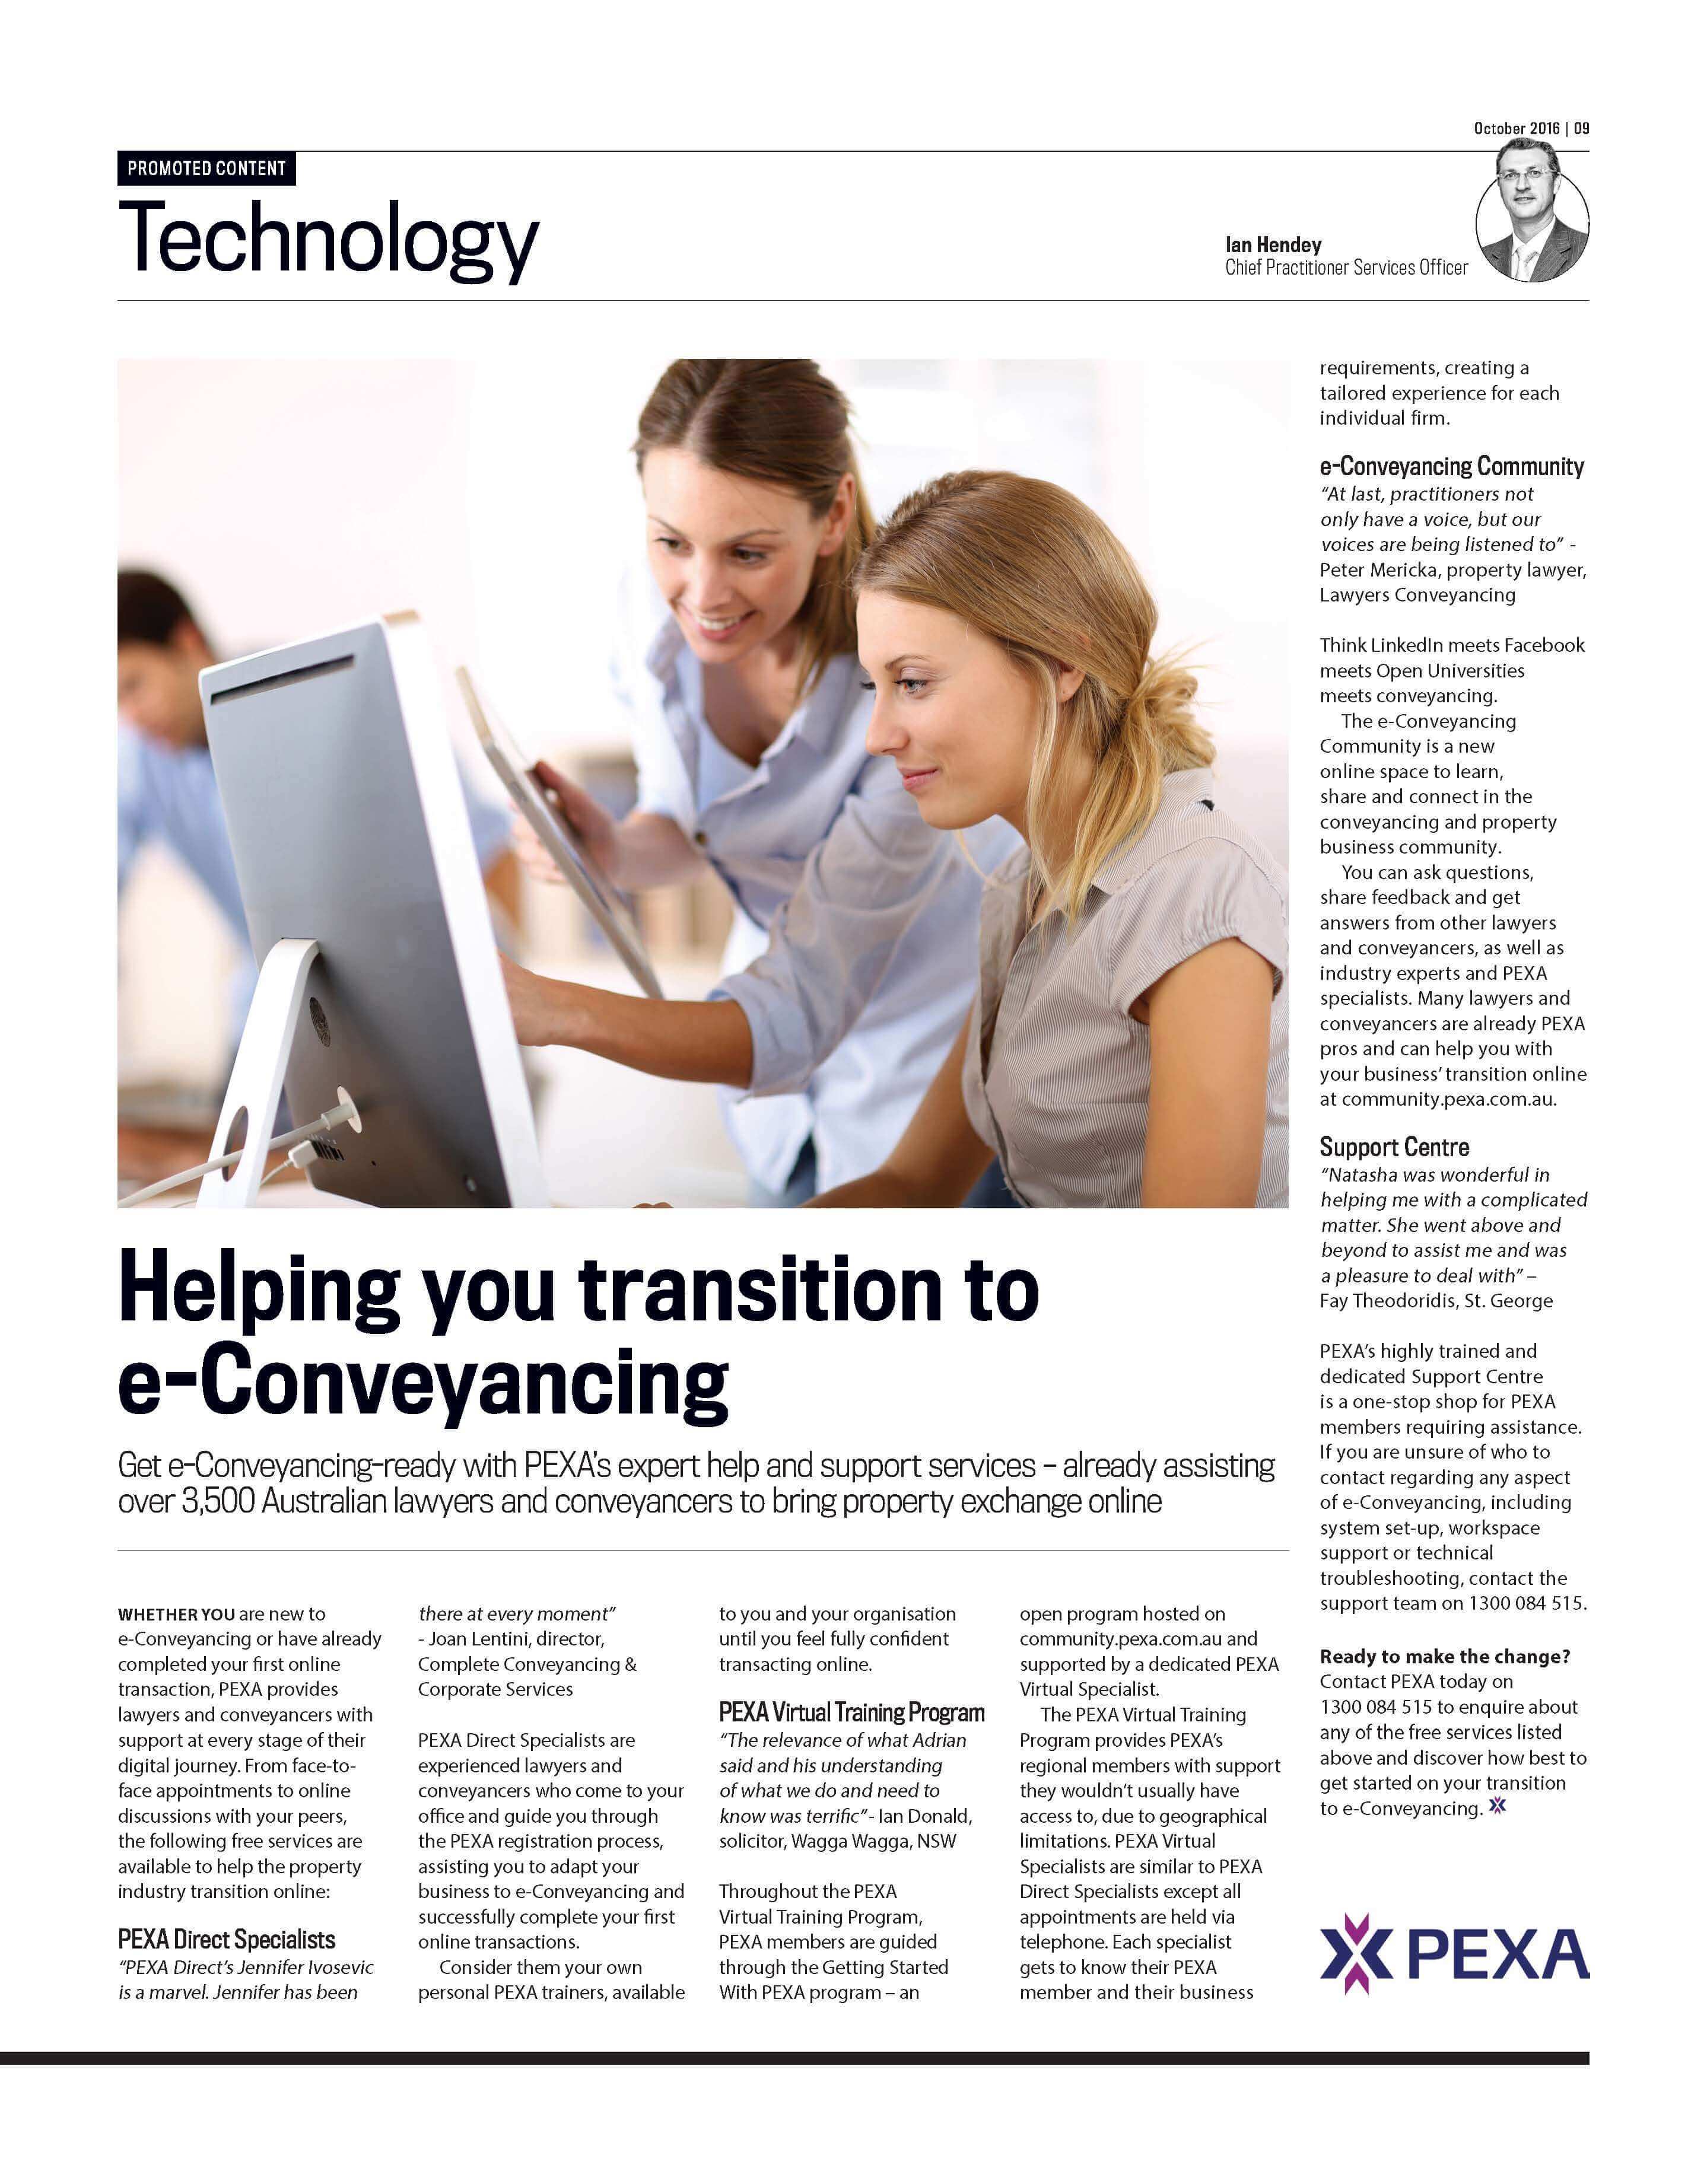 October 2016 | 09
PROMOTED CONTENT
Technology
Ian Hendey
Chief Practitioner Services Officer
Helping you transition to
e-Conveyancing
Get e-Conveyancing-ready with PEXA's expert help and support services – already assisting
over 3,500 Australian lawyers and conveyancers to bring property exchange online
WHETHER YOU are new to
e-Conveyancing or have already
completed your first online
transaction, PEXA provides
lawyers and conveyancers with
support at every stage of their
digital journey. From face-to-
face appointments to online
discussions with your peers,
the following free services are
available to help the property
industry transition online:
PEXA Direct Specialists
“PEXA Direct’s Jennifer Ivosevic
is a marvel. Jennifer has been
there at every moment”
- Joan Lentini, director,
Complete Conveyancing &
Corporate Services
PEXA Direct Specialists are
experienced lawyers and
conveyancers who come to your
office and guide you through
the PEXA registration process,
assisting you to adapt your
business to e-Conveyancing and
successfully complete your first
online transactions.
Consider them your own
personal PEXA trainers, available
to you and your organisation
until you feel fully confident
transacting online.
PEXA Virtual Training Program
“The relevance of what Adrian
said and his understanding
of what we do and need to
know was terrific” - Ian Donald,
solicitor, Wagga Wagga, NSW
Throughout the PEXA
Virtual Training Program,
PEXA members are guided
through the Getting Started
With PEXA program – an
open program hosted on
community.pexa.com.au and
supported by a dedicated PEXA
Virtual Specialist.
The PEXA Virtual Training
Program provides PEXA’s
regional members with support
they wouldn’t usually have
access to, due to geographical
limitations. PEXA Virtual
Specialists are similar to PEXA
Direct Specialists except all
appointments are held via
telephone. Each specialist
gets to know their PEXA
member and their business
requirements, creating a
tailored experience for each
individual firm.
e-Conveyancing Community
“At last, practitioners not
only have a voice, but our
voices are being listened to” -
Peter Mericka, property lawyer,
Lawyers Conveyancing
Think LinkedIn meets Facebook
meets Open Universities
meets conveyancing.
The e-Conveyancing
Community is a new
online space to learn,
share and connect in the
conveyancing and property
business community.
You can ask questions,
share feedback and get
answers from other lawyers
and conveyancers, as well as
industry experts and PEXA
specialists. Many lawyers and
conveyancers are already PEXA
pros and can help you with
your business’ transition online
at community.pexa.com.au.
Support Centre
“Natasha was wonderful in
helping me with a complicated
matter. She went above and
beyond to assist me and was
a pleasure to deal with” –
Fay Theodoridis, St. George
PEXA’s highly trained and
dedicated Support Centre
is a one-stop shop for PEXA
members requiring assistance.
If you are unsure of who to
contact regarding any aspect
of e-Conveyancing, including
system set-up, workspace
support or technical
troubleshooting, contact the
support team on 1300 084 515.
Ready to make the change?
Contact PEXA today on
1300 084 515 to enquire about
any of the free services listed
above and discover how best to
get started on your transition
to e-Conveyancing.
PEXA